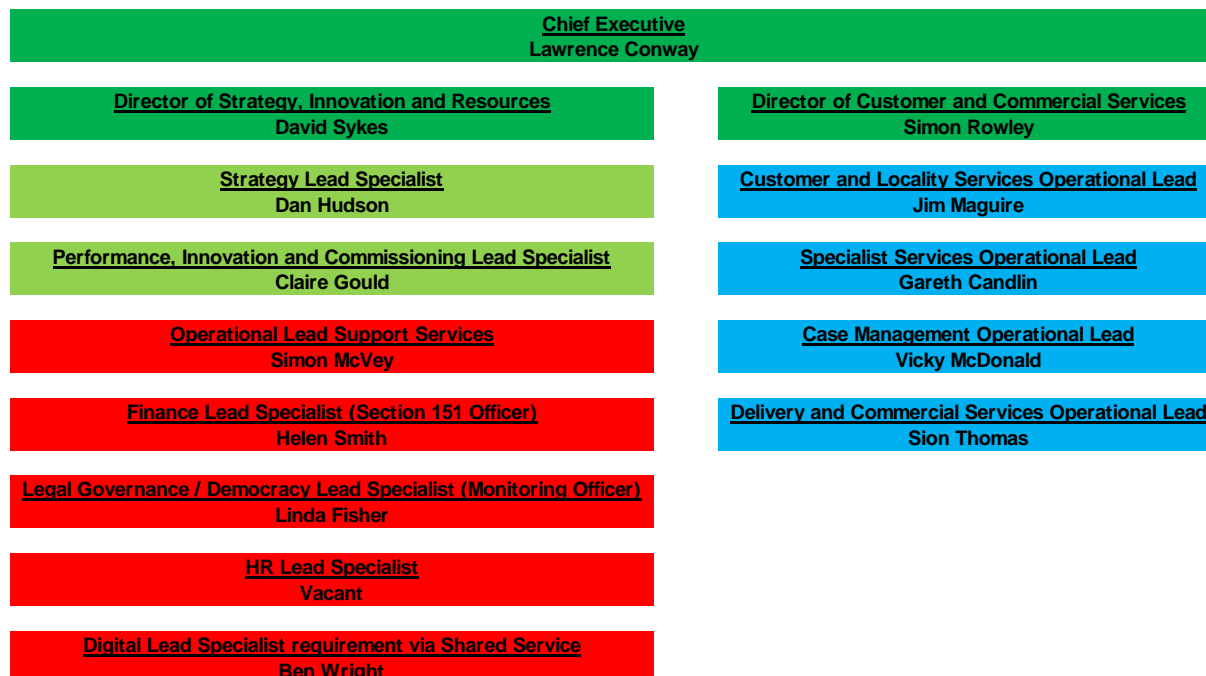 Chief Executive
Lawrence Conway
Director of Strategy, Innovation and Resources
David Sykes
Strategy Lead Specialist
Dan Hudson
Performance, Innovation and Commissioning Lead Specialist
Claire Gould
Operational Lead Support Services
Simon McVey
Finance Lead Specialist (Section 151 Officer)
Helen Smith
Legal Governance / Democracy Lead Specialist (Monitoring Officer)
Linda Fisher
HR Lead Specialist
Vacant
Digital Lead Specialist requirement via Shared Service
Ben Wright
Director of Customer and Commercial Services
Simon Rowley
Customer and Locality Services Operational Lead
Jim Maguire
Specialist Services Operational Lead
Gareth Candlin
Case Management Operational Lead
Vicky McDonald
Delivery and Commercial Services Operational Lead
Sion Thomas